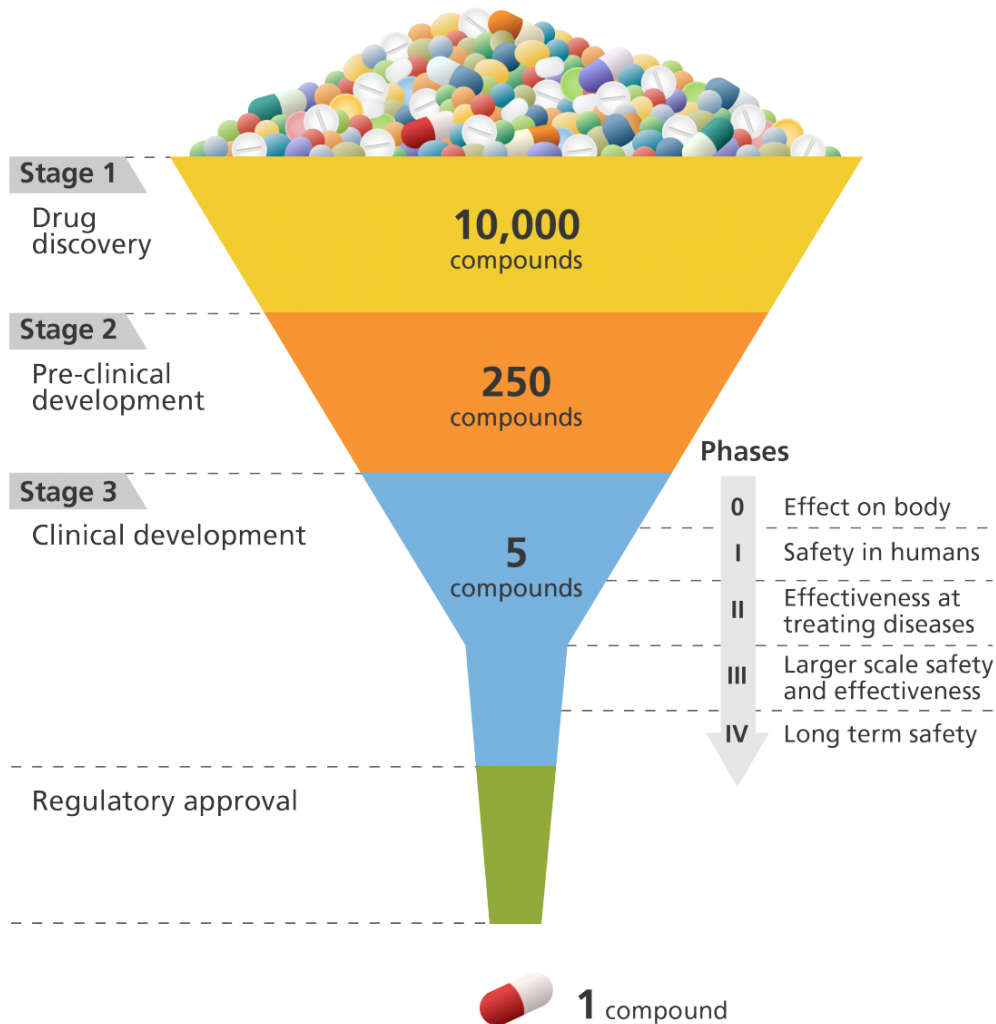 Stage 1
Drug
discovery
10,000
compounds
Stage 2
Pre-clinical
development
250
compounds
Stage 3
Clinical development
5
compounds
Phases
0 Effect on body
I Safety in humans
II Effectiveness at
treating diseases
III Larger scale safety
and effectiveness
IV Long term safety
Regulatory approval
1 compound